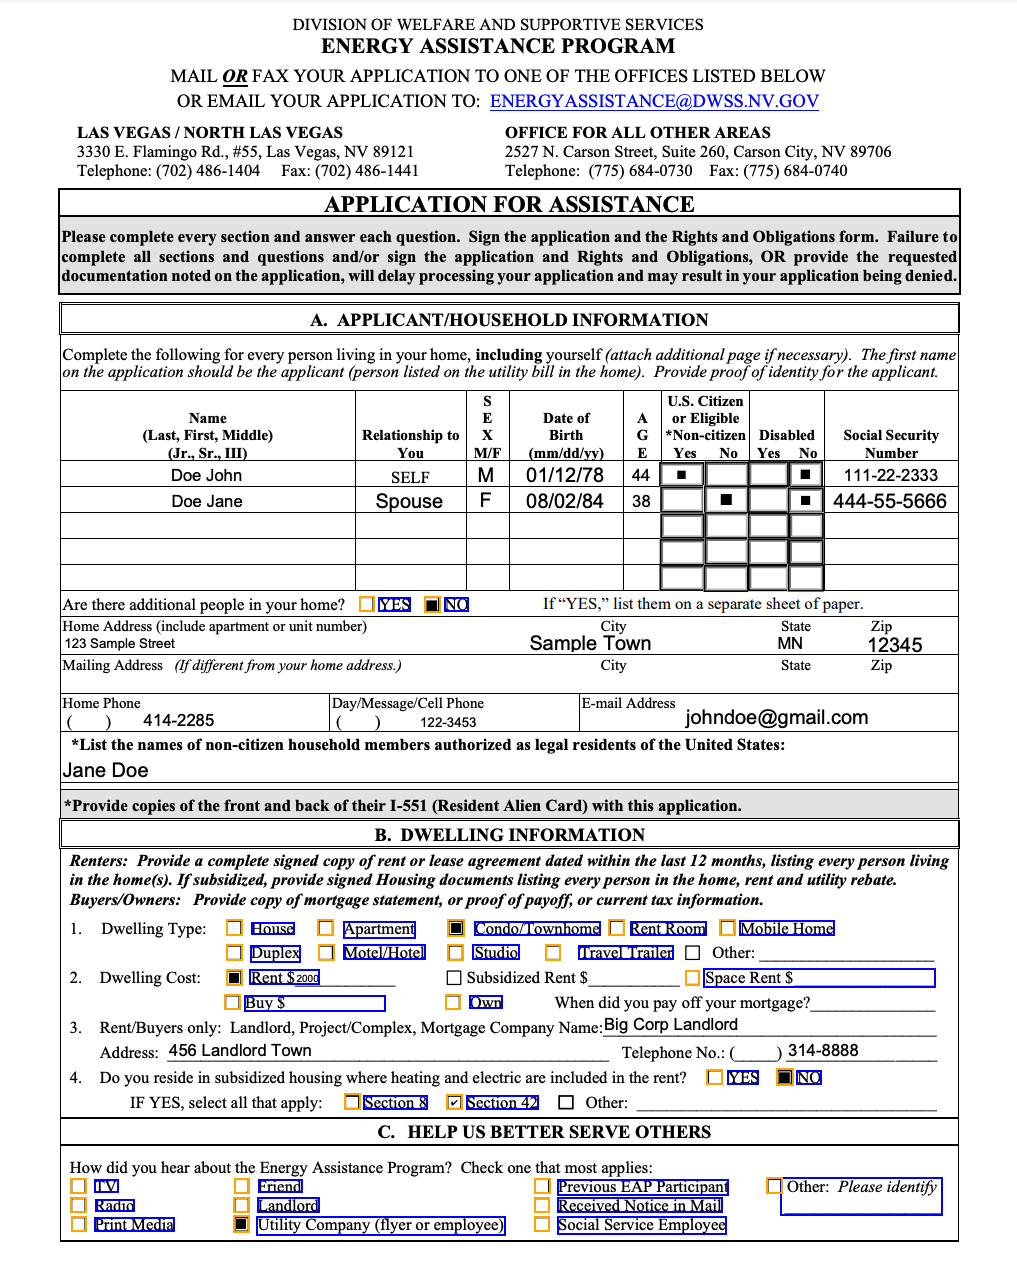 DIVISION OF WELFARE AND SUPPORTIVE SERVICES
ENERGY ASSISTANCE PROGRAM
MAIL OR FAX YOUR APPLICATION TO ONE OF THE OFFICES LISTED BELOW
OR EMAIL YOUR APPLICATION TO: ENERGYASSISTANCE@DWSS.NV.GOV
LAS VEGAS / NORTH LAS VEGAS
3330 E. Flamingo Rd., #55, Las Vegas, NV 89121
Telephone: (702) 486-1404 Fax: (702) 486-1441
OFFICE FOR ALL OTHER AREAS
2527 N. Carson Street, Suite 260, Carson City, NV 89706
Telephone: (775) 684-0730 Fax: (775) 684-0740
APPLICATION FOR ASSISTANCE
Please complete every section and answer each question. Sign the application and the Rights and Obligations form. Failure to
complete all sections and questions and/or sign the application and Rights and Obligations, OR provide the requested
documentation noted on the application, will delay processing your application and may result in your application being denied.
A. APPLICANT/HOUSEHOLD INFORMATION
Complete the following for every person living in your home, including yourself (attach additional page if necessary). The first name
on the application should be the applicant (person listed on the utility bill in the home). Provide proof of identity for the applicant.
Name
(Last, First, Middle)
(Jr., Sr., III)
Relationship to
You
S
E
X
M/F
Date of
Birth
(mm/dd/yy)
A
G
E
U.S. Citizen
or Eligible
*Non-citizen
Yes No
Disabled
Yes No
Social Security
Number
Doe John SELF M 01/12/78 44 ■ ■ 111-22-2333
Doe Jane Spouse F 08/02/84 38 ■ ■ 444-55-5666
Are there additional people in your home? YES NO If “YES,” list them on a separate sheet of paper.
Home Address (include apartment or unit number) City State Zip
123 Sample Street Sample Town MN 12345
Mailing Address (If different from your home address.) City State Zip
Home Phone Day/Message/Cell Phone E-mail Address
( ) 414-2285 ( ) 122-3453 johndoe@gmail.com
*List the names of non-citizen household members authorized as legal residents of the United States:
Jane Doe
*Provide copies of the front and back of their I-551 (Resident Alien Card) with this application.
B. DWELLING INFORMATION
Renters: Provide a complete signed copy of rent or lease agreement dated within the last 12 months, listing every person living
in the home(s). If subsidized, provide signed Housing documents listing every person in the home, rent and utility rebate.
Buyers/Owners: Provide copy of mortgage statement, or proof of payoff, or current tax information.
1. Dwelling Type: House Apartment Condo/Townhome Rent Room Mobile Home
Duplex Motel/Hotel Studio Travel Trailer Other:
2. Dwelling Cost: Rent $ 2000 Subsidized Rent $ Space Rent $
Buy $ Own When did you pay off your mortgage?
3. Rent/Buyers only: Landlord, Project/Complex, Mortgage Company Name: Big Corp Landlord
Address: 456 Landlord Town Telephone No.: ( ) 314-8888
4. Do you reside in subsidized housing where heating and electric are included in the rent? YES NO
IF YES, select all that apply: Section 8 Section 42 Other:
C. HELP US BETTER SERVE OTHERS
How did you hear about the Energy Assistance Program? Check one that most applies:
TV Friend Previous EAP Participant Other: Please identify
Radio Landlord Received Notice in Mail
Print Media Utility Company (flyer or employee) Social Service Employee